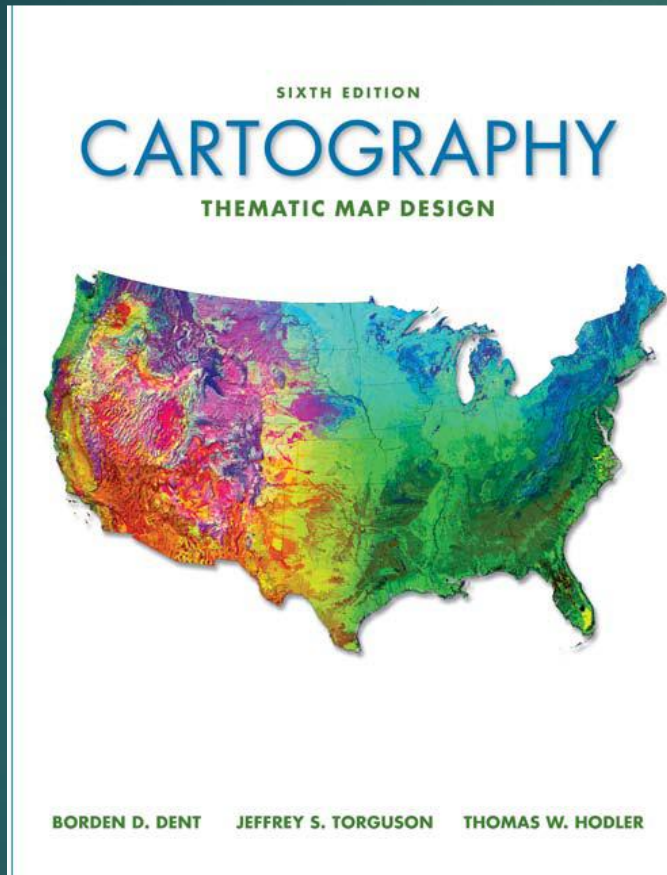 SIXTH EDITION
CARTOGRAPHY
THEMATIC MAP DESIGN
BORDEN D. DENT JEFFREY S. TORGUSON THOMAS W. HODLER